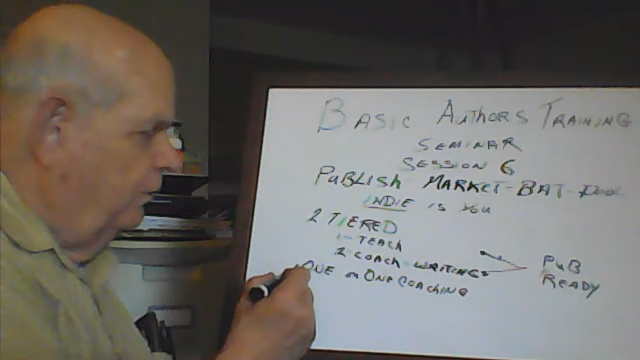 BASIC AUTHORS TRAINING
SEMINAR
SESSION 6
PUBLISH MARKET-BAT-
INDIE is You
2 TIERED
1- TEACH
2 COACH WRITINGS
PUB
READY
ONE on ONE COACHING